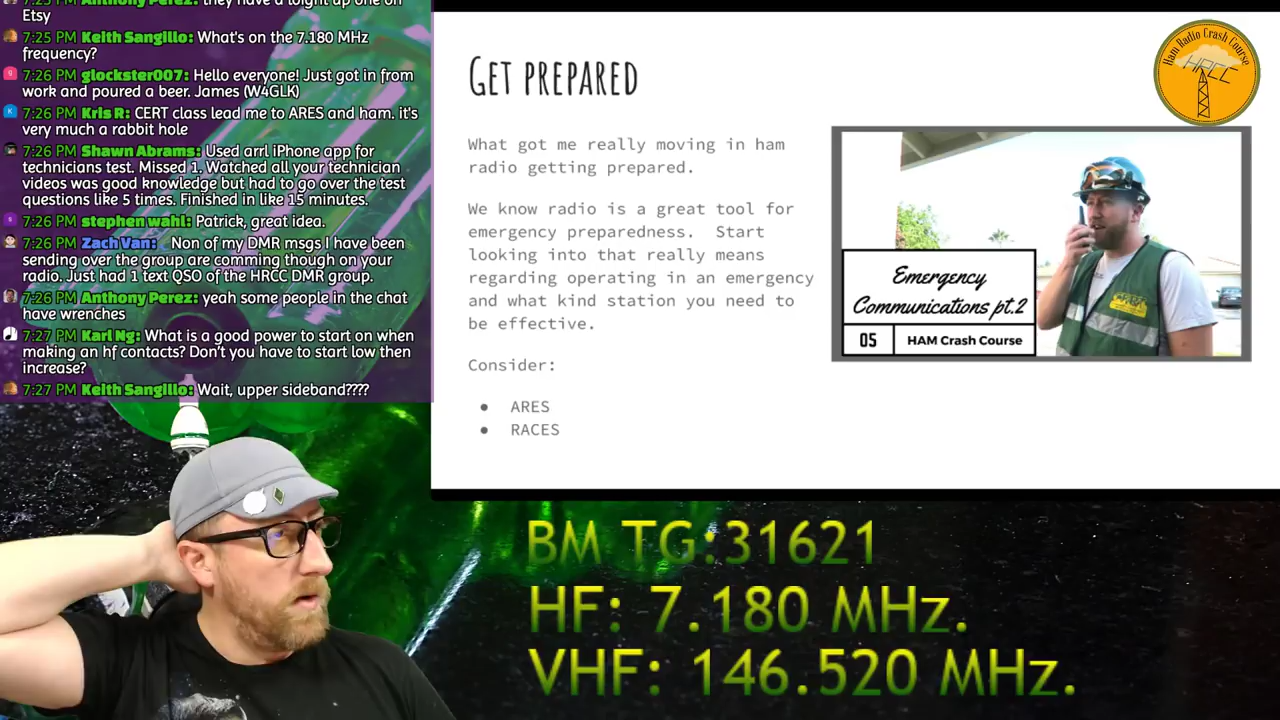 7:25 PM Anthony Perez: they have a loight up one on
Etsy
7:25 PM Keith Sangillo: What's on the 7.180 MHz
frequency?
7:26 PM glockster007: Hello everyone! Just got in from
work and poured a beer. James (W4GLK)
7:26 PM Kris R: CERT class lead me to ARES and ham. it's
very much a rabbit hole
7:26 PM Shawn Abrams: Used arrl iPhone app for
technicians test. Missed 1. Watched all your technician
videos was good knowledge but had to go over the test
questions like 5 times. Finished in like 15 minutes.
7:26 PM stephen wahl: Patrick, great idea.
7:26 PM Zach Van: Non of my DMR msgs I have been
sending over the group are comming though on your
radio. Just had 1 text QSO of the HRCC DMR group.
7:26 PM Anthony Perez: yeah some people in the chat
have wrenches
7:27 PM Karl Ng: What is a good power to start on when
making an hf contacts? Don't you have to start low then
increase?
7:27 PM Keith Sangillo: Wait, upper sideband????
GET PREPARED
What got me really moving in ham
radio getting prepared.
We know radio is a great tool for
emergency preparedness. Start
looking into that really means
regarding operating in an emergency
and what kind station you need to
be effective.
Consider:
● ARES
● RACES
Ham Radio Crash Course
HRCC
Emergency
Communications pt.2
05
HAM Crash Course
BM TG:31621
HF: 7.180 MHz.
VHF: 146.520 MHz.